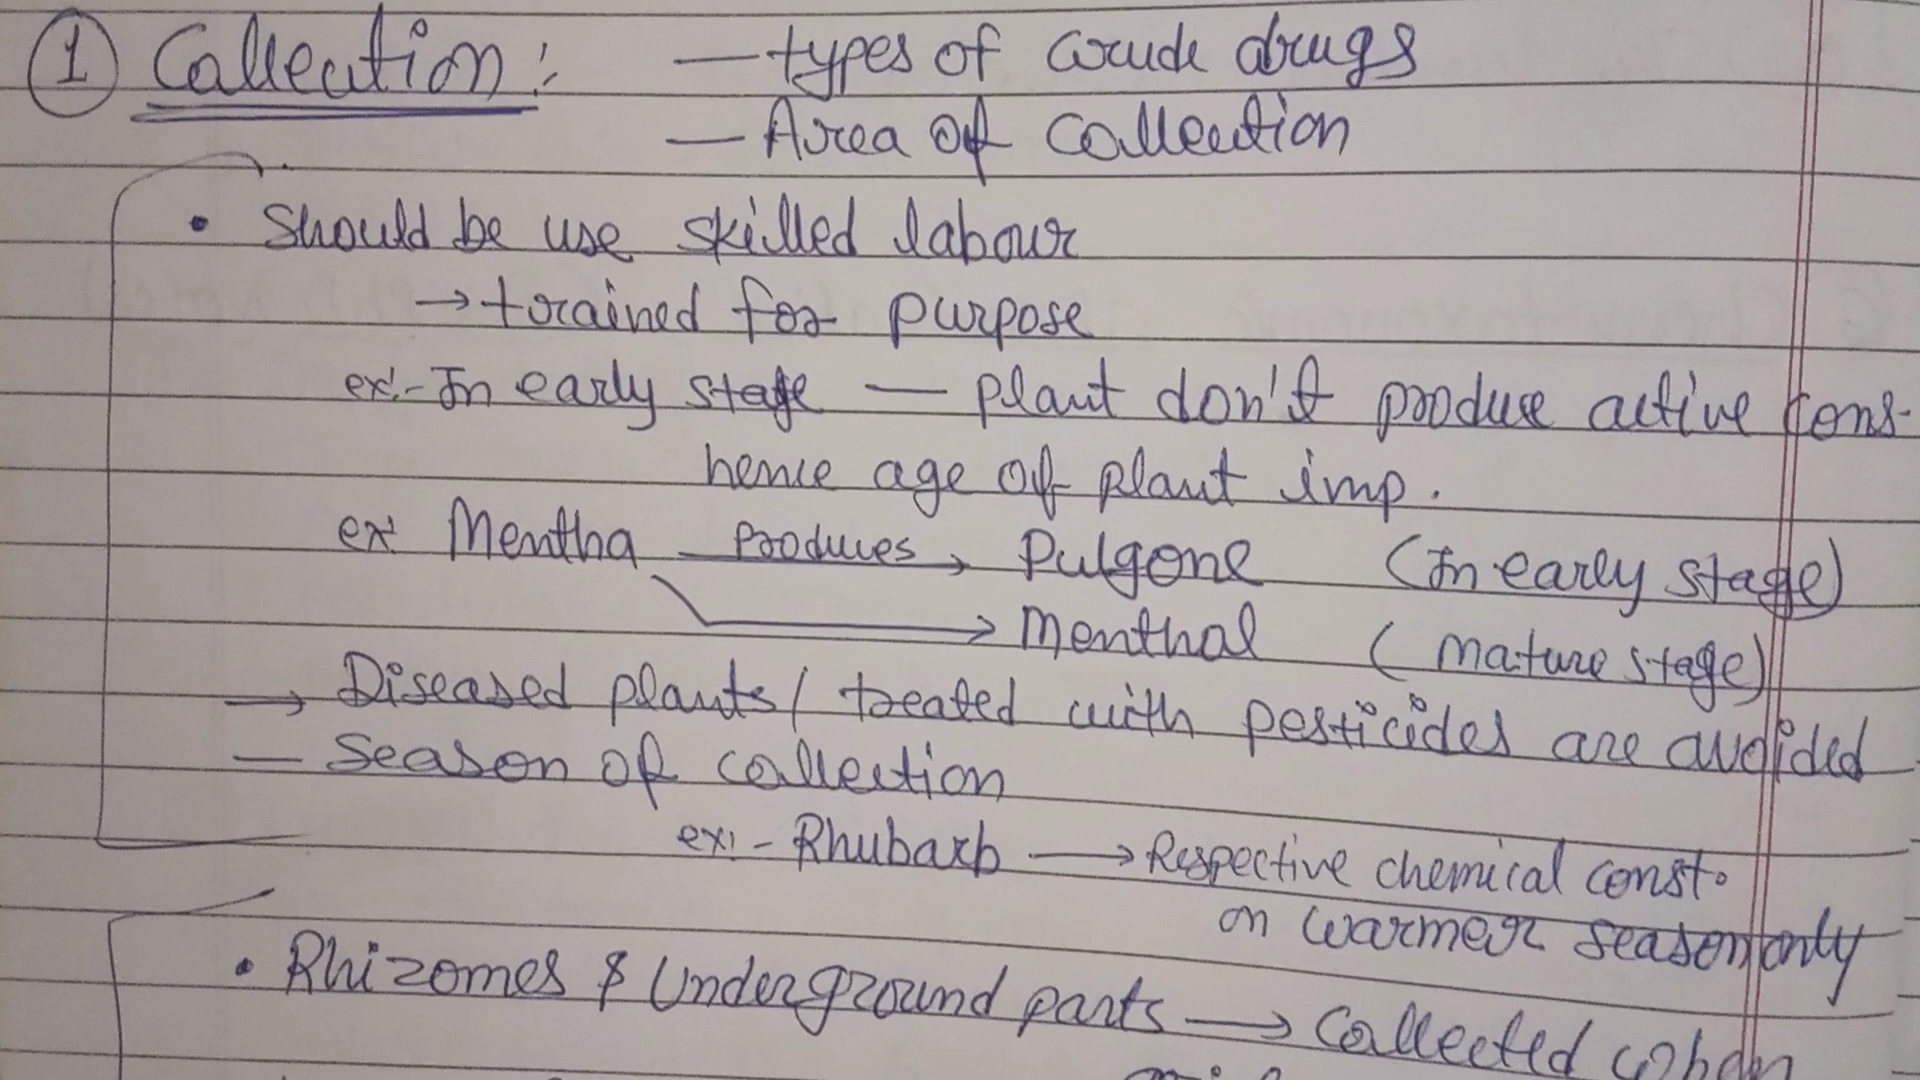 1 Collection: — types of crude drugs
— Area of collection
• Should be use skilled labour
→ trained for purpose
ex:- In early stage — plant don't produce active cons-
hence age of plant imp.
ex Mentha produces → Pulgone (In early stage)
→ Menthol (mature stage)
→ Diseased plants / treated with pesticides are avoided
— Season of collection
ex:- Rhubarb → Respective chemical const.
on warmer season only
• Rhizomes & Underground parts → Collected when